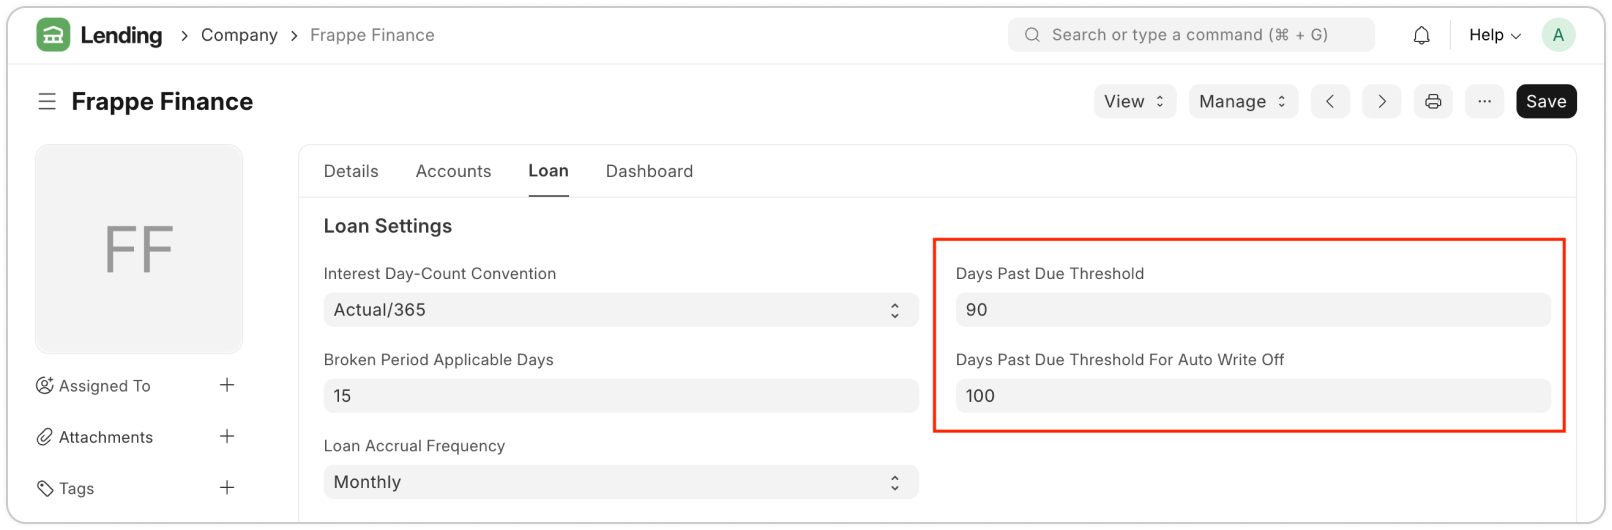 Lending > Company > Frappe Finance
Search or type a command (⌘ + G)
Help
A
Frappe Finance
View
Manage
...
Save
FF
Assigned To +
Attachments +
Tags +
Details Accounts Loan Dashboard
Loan Settings
Interest Day-Count Convention
Actual/365
Broken Period Applicable Days
15
Loan Accrual Frequency
Monthly
Days Past Due Threshold
90
Days Past Due Threshold For Auto Write Off
100